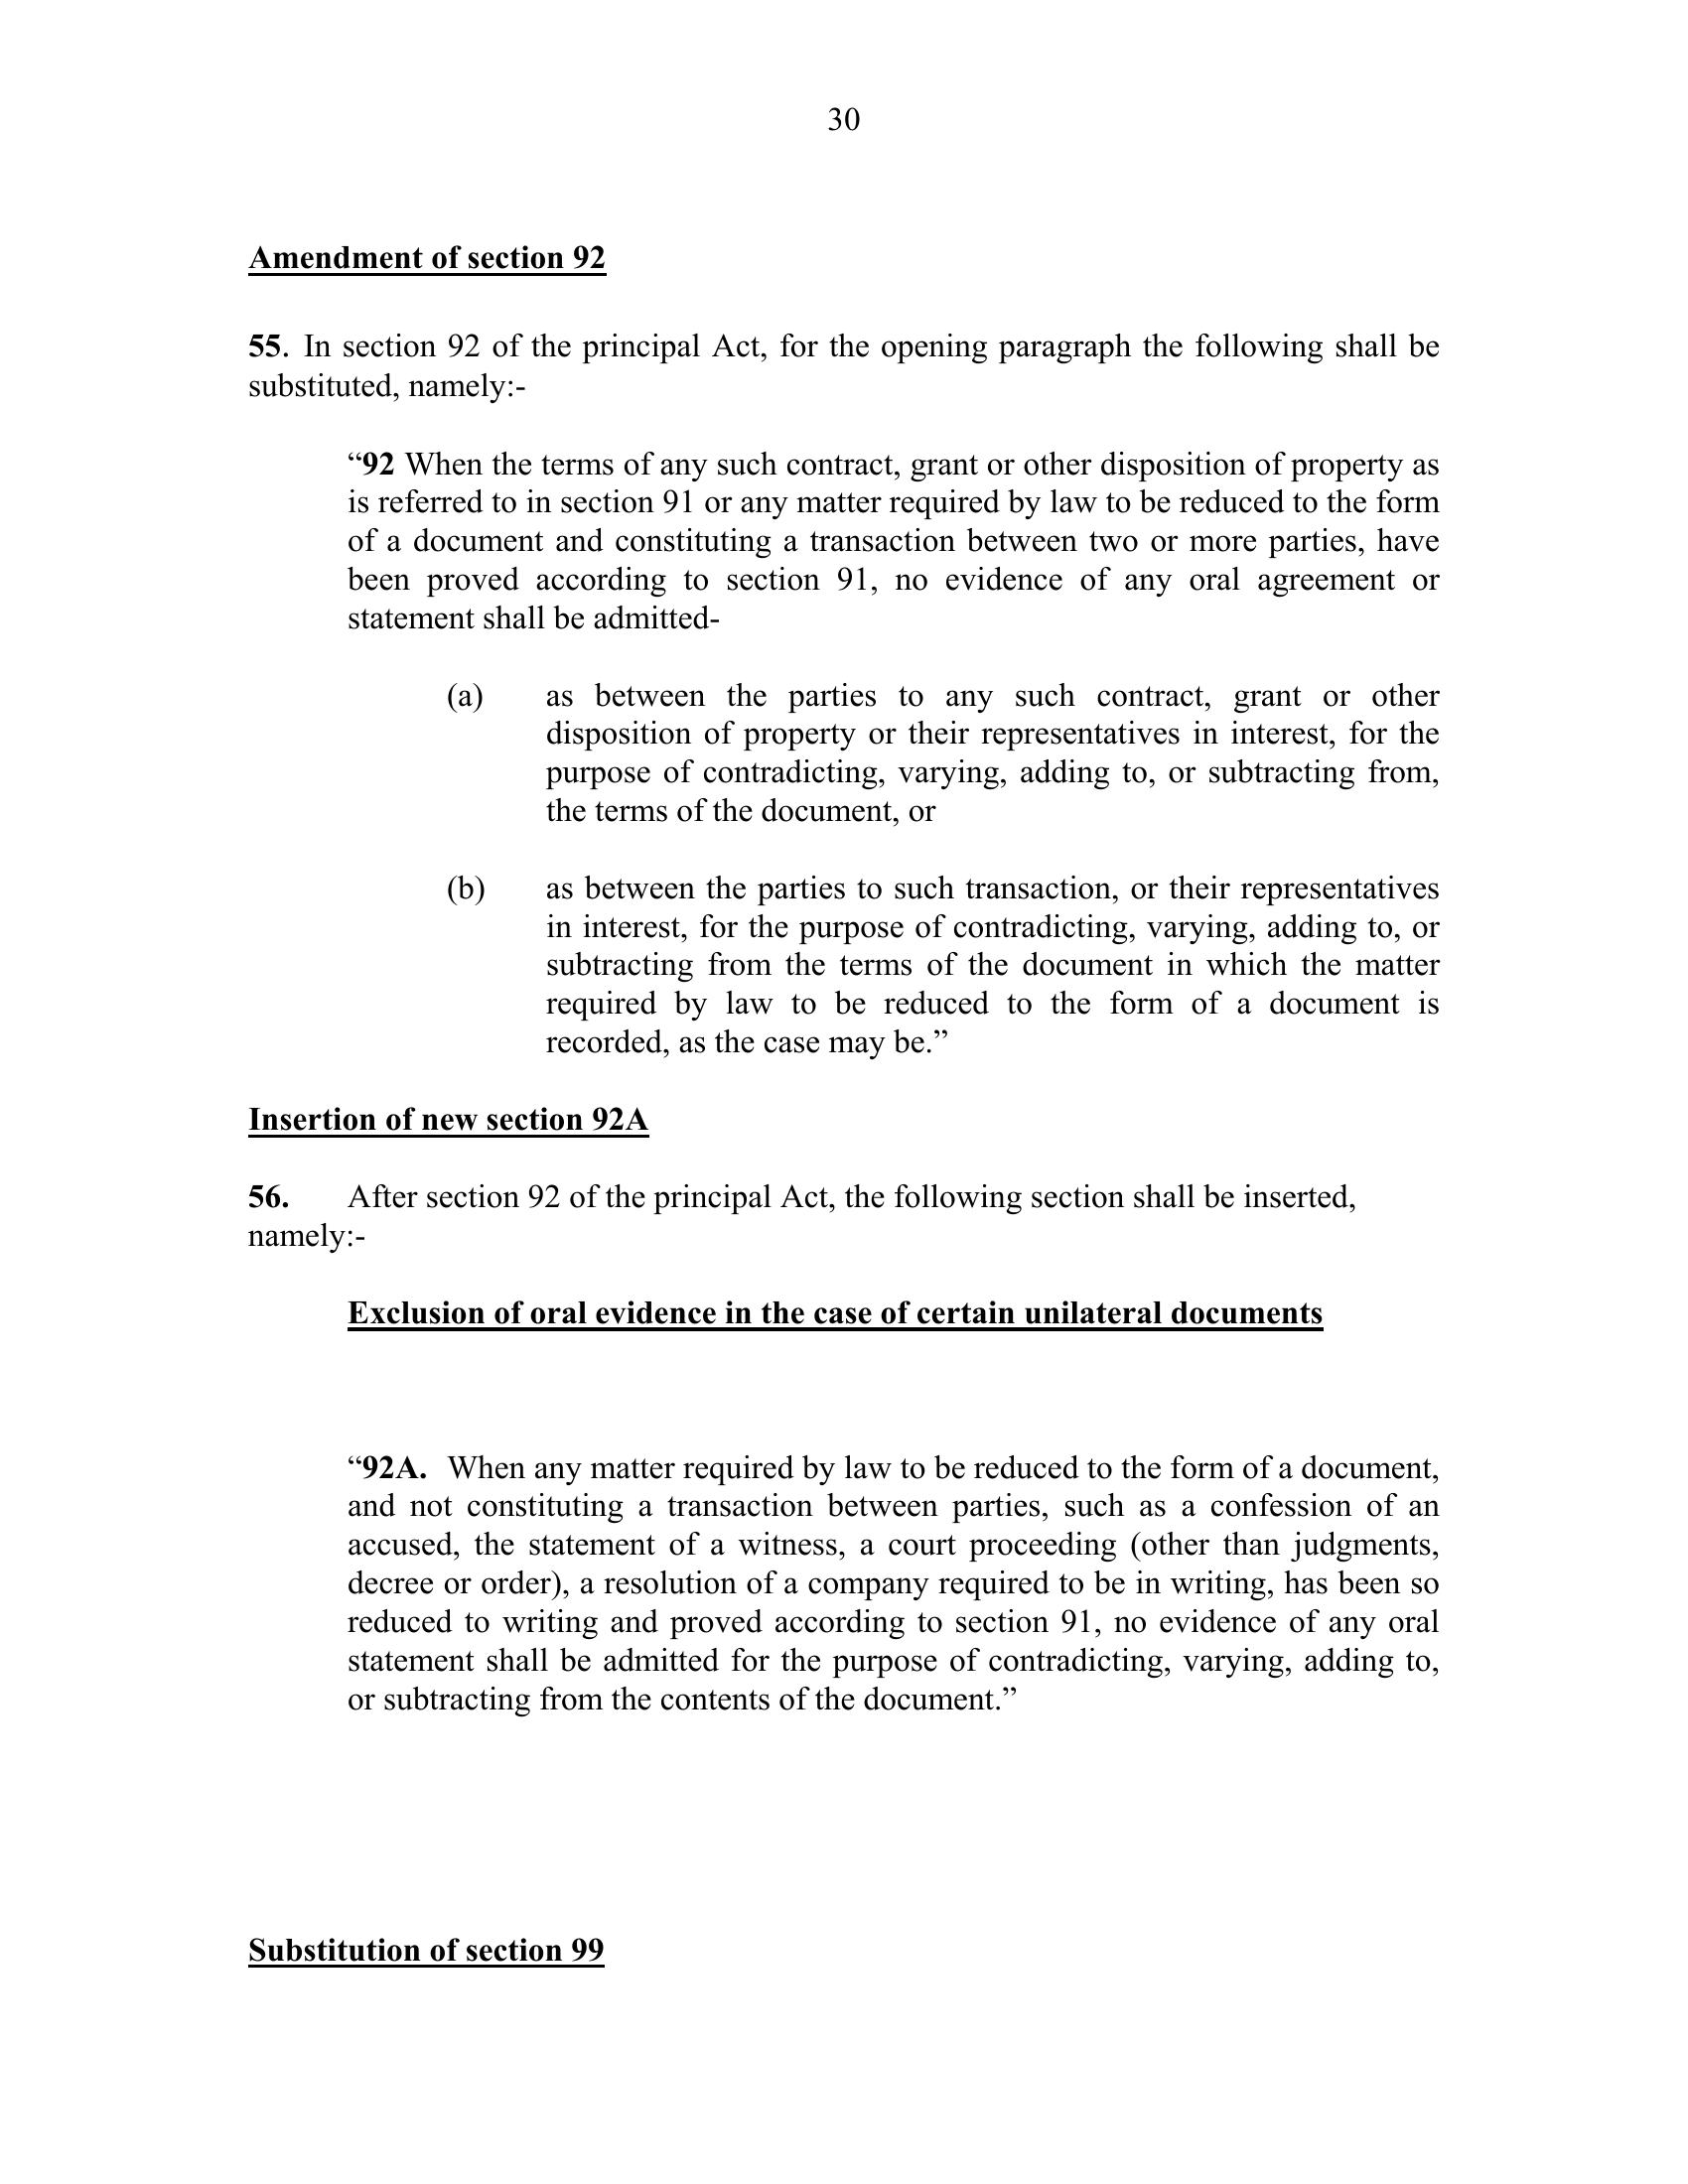 30
Amendment of section 92
55. In section 92 of the principal Act, for the opening paragraph the following shall be
substituted, namely:-
“92 When the terms of any such contract, grant or other disposition of property as
is referred to in section 91 or any matter required by law to be reduced to the form
of a document and constituting a transaction between two or more parties, have
been proved according to section 91, no evidence of any oral agreement or
statement shall be admitted-
(a) as between the parties to any such contract, grant or other
disposition of property or their representatives in interest, for the
purpose of contradicting, varying, adding to, or subtracting from,
the terms of the document, or
(b) as between the parties to such transaction, or their representatives
in interest, for the purpose of contradicting, varying, adding to, or
subtracting from the terms of the document in which the matter
required by law to be reduced to the form of a document is
recorded, as the case may be.”
Insertion of new section 92A
56. After section 92 of the principal Act, the following section shall be inserted,
namely:-
Exclusion of oral evidence in the case of certain unilateral documents
“92A. When any matter required by law to be reduced to the form of a document,
and not constituting a transaction between parties, such as a confession of an
accused, the statement of a witness, a court proceeding (other than judgments,
decree or order), a resolution of a company required to be in writing, has been so
reduced to writing and proved according to section 91, no evidence of any oral
statement shall be admitted for the purpose of contradicting, varying, adding to,
or subtracting from the contents of the document.”
Substitution of section 99